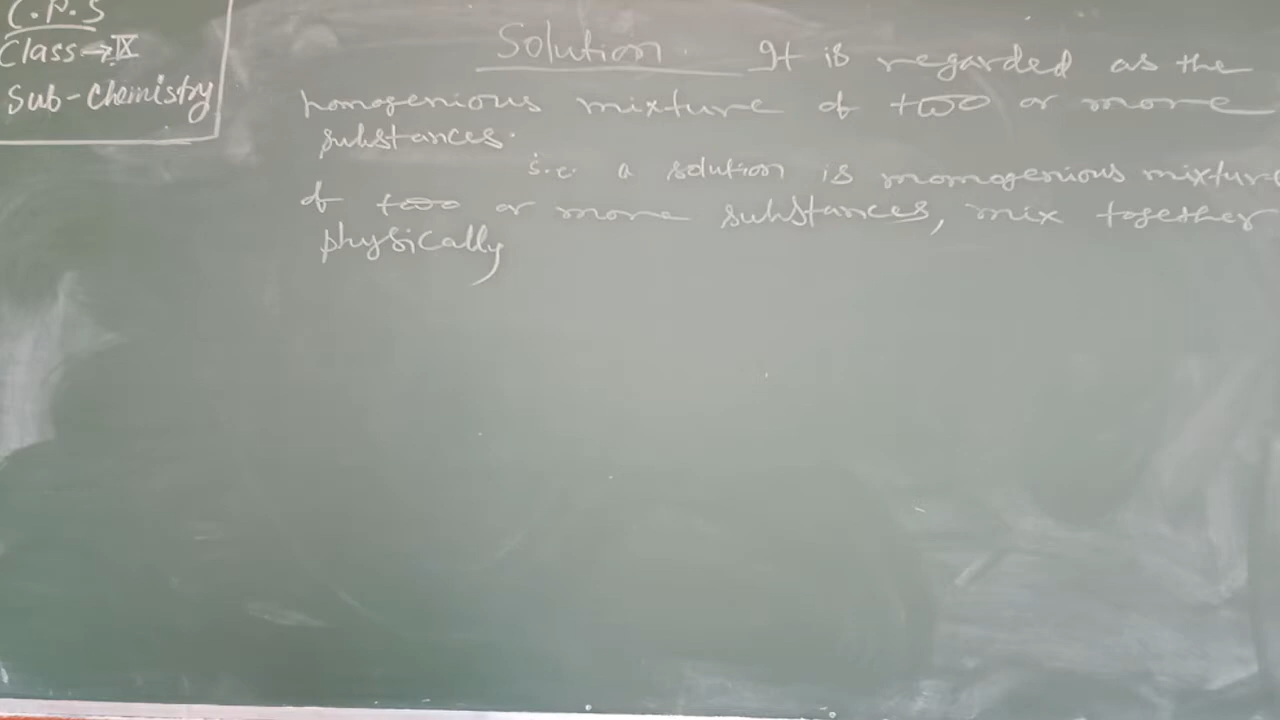 C.P.S
Class→IX
Sub-Chemistry
Solution. It is regarded as the
homogenious mixture of two or more
substances.
i.e. a solution is homogenious mixture
of two or more substances, mix together
physically